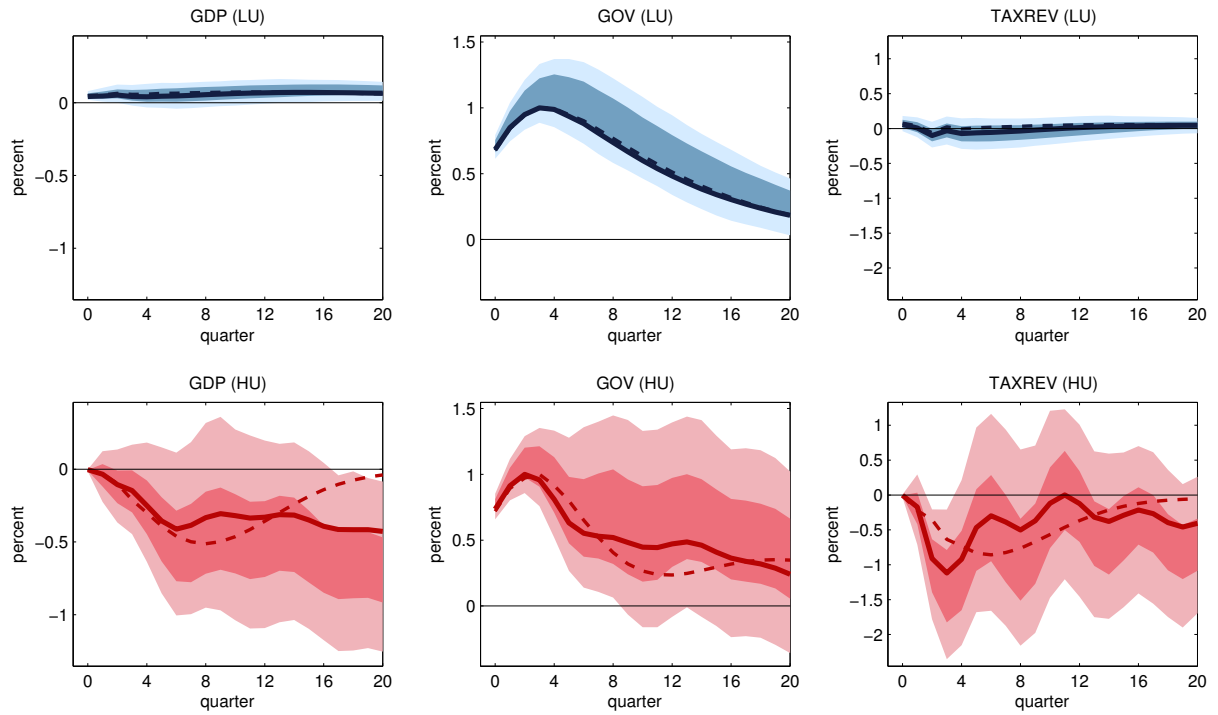 GDP (LU)
GOV (LU)
TAXREV (LU)
percent
0
−0.5
−1
0 4 8 12 16 20
quarter
percent
1.5
1
0.5
0
0 4 8 12 16 20
quarter
percent
1
0.5
0
−0.5
−1
−1.5
−2
0 4 8 12 16 20
quarter
GDP (HU)
GOV (HU)
TAXREV (HU)
percent
0
−0.5
−1
0 4 8 12 16 20
quarter
percent
1.5
1
0.5
0
0 4 8 12 16 20
quarter
percent
1
0.5
0
−0.5
−1
−1.5
−2
0 4 8 12 16 20
quarter